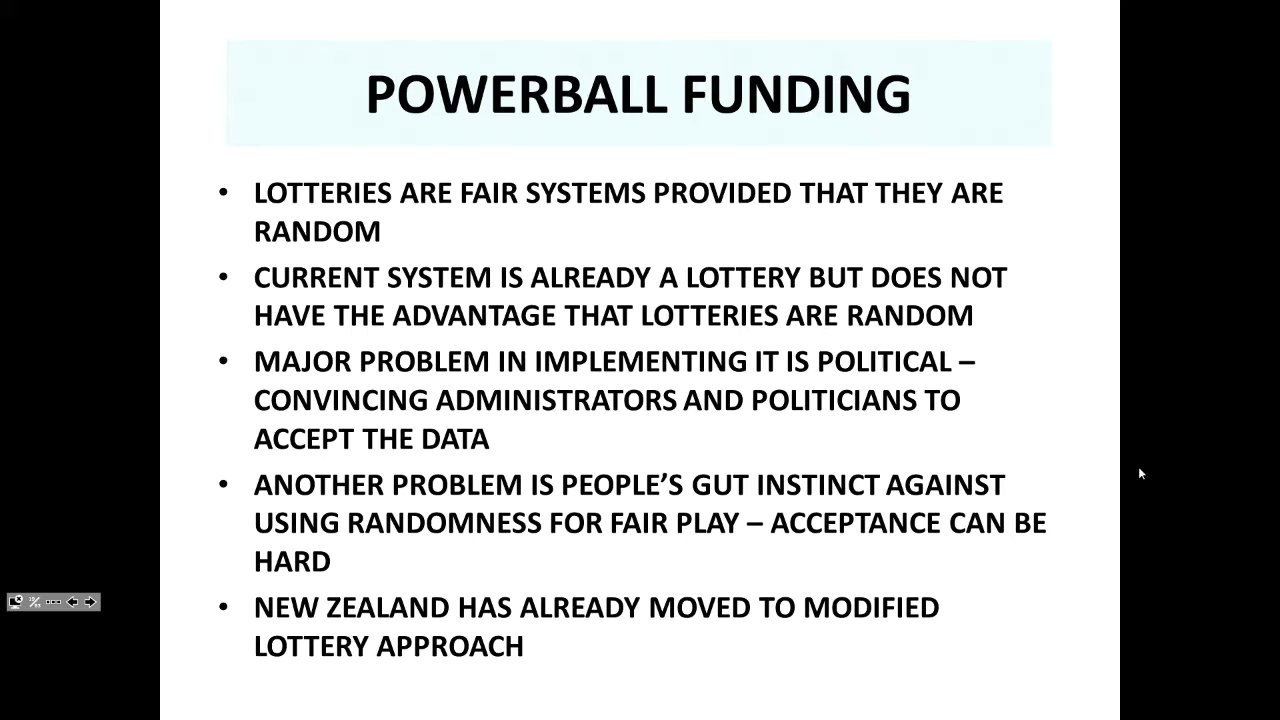 POWERBALL FUNDING
• LOTTERIES ARE FAIR SYSTEMS PROVIDED THAT THEY ARE
RANDOM
• CURRENT SYSTEM IS ALREADY A LOTTERY BUT DOES NOT
HAVE THE ADVANTAGE THAT LOTTERIES ARE RANDOM
• MAJOR PROBLEM IN IMPLEMENTING IT IS POLITICAL –
CONVINCING ADMINISTRATORS AND POLITICIANS TO
ACCEPT THE DATA
• ANOTHER PROBLEM IS PEOPLE’S GUT INSTINCT AGAINST
USING RANDOMNESS FOR FAIR PLAY – ACCEPTANCE CAN BE
HARD
• NEW ZEALAND HAS ALREADY MOVED TO MODIFIED
LOTTERY APPROACH